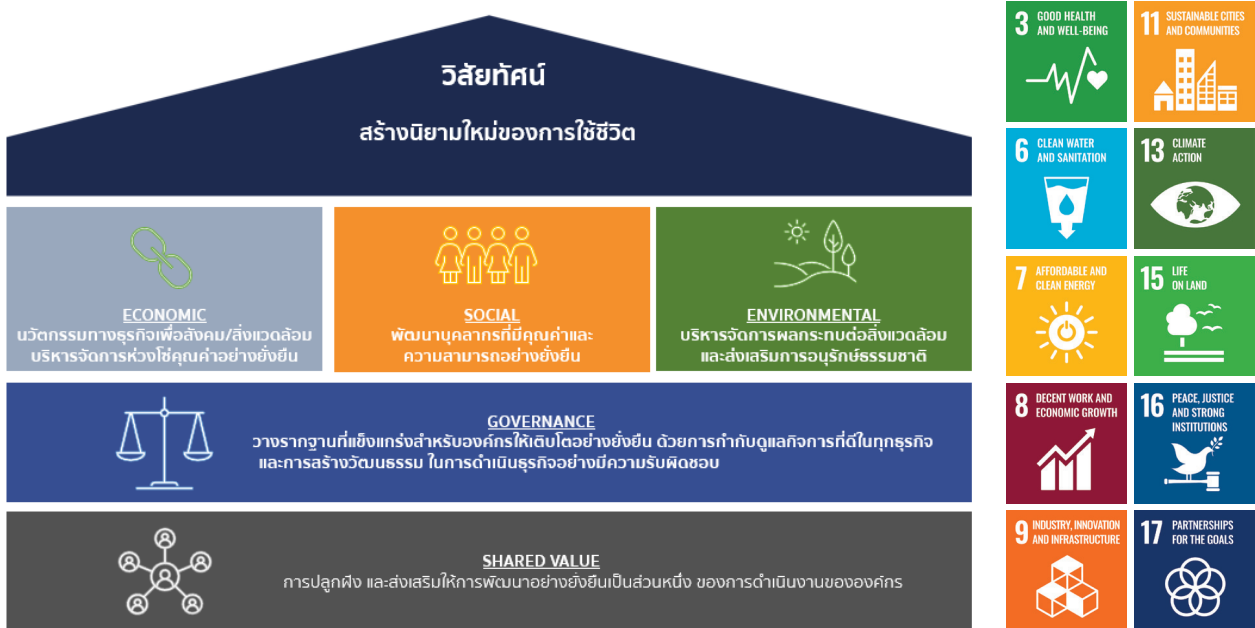 วิสัยทัศน์
สร้างนิยามใหม่ของการใช้ชีวิต
ECONOMIC
นวัตกรรมทางธุรกิจเพื่อสังคม/สิ่งแวดล้อม
บริหารจัดการห่วงโซ่คุณค่าอย่างยั่งยืน
SOCIAL
พัฒนาบุคลากรที่มีคุณค่าและ
ความสามารถอย่างยั่งยืน
ENVIRONMENTAL
บริหารจัดการผลกระทบต่อสิ่งแวดล้อม
และส่งเสริมการอนุรักษ์ธรรมชาติ
GOVERNANCE
วางรากฐานที่แข็งแกร่งสำหรับองค์กรให้เติบโตอย่างยั่งยืน ด้วยการกำกับดูแลกิจการที่ดีในทุกธุรกิจ
และการสร้างวัฒนธรรม ในการดำเนินธุรกิจอย่างมีความรับผิดชอบ
SHARED VALUE
การปลูกฝัง และส่งเสริมให้การพัฒนาอย่างยั่งยืนเป็นส่วนหนึ่ง ของการดำเนินงานขององค์กร
3 GOOD HEALTH
AND WELL-BEING
11 SUSTAINABLE CITIES
AND COMMUNITIES
6 CLEAN WATER
AND SANITATION
13 CLIMATE
ACTION
7 AFFORDABLE AND
CLEAN ENERGY
15 LIFE
ON LAND
8 DECENT WORK AND
ECONOMIC GROWTH
16 PEACE, JUSTICE
AND STRONG
INSTITUTIONS
9 INDUSTRY, INNOVATION
AND INFRASTRUCTURE
17 PARTNERSHIPS
FOR THE GOALS